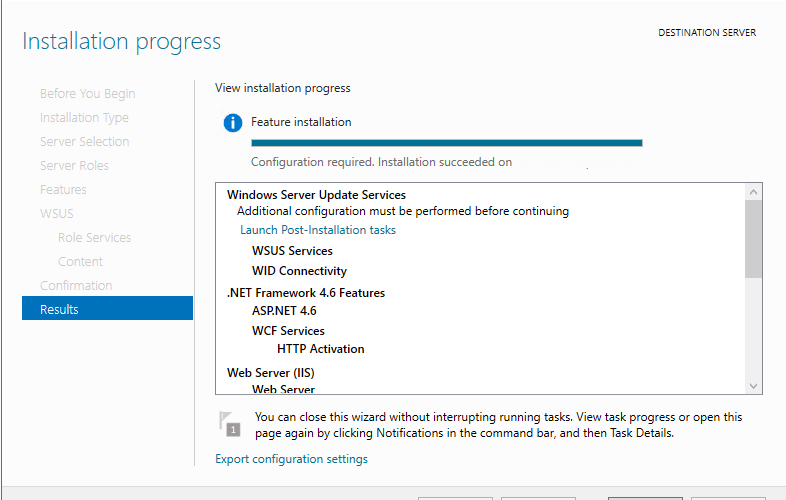 Installation progress
DESTINATION SERVER
Before You Begin
Installation Type
Server Selection
Server Roles
Features
WSUS
Role Services
Content
Confirmation
Results
View installation progress
Feature installation
Configuration required. Installation succeeded on .
Windows Server Update Services
Additional configuration must be performed before continuing
Launch Post-Installation tasks
WSUS Services
WID Connectivity
.NET Framework 4.6 Features
ASP.NET 4.6
WCF Services
HTTP Activation
Web Server (IIS)
Web Server
1
You can close this wizard without interrupting running tasks. View task progress or open this
page again by clicking Notifications in the command bar, and then Task Details.
Export configuration settings